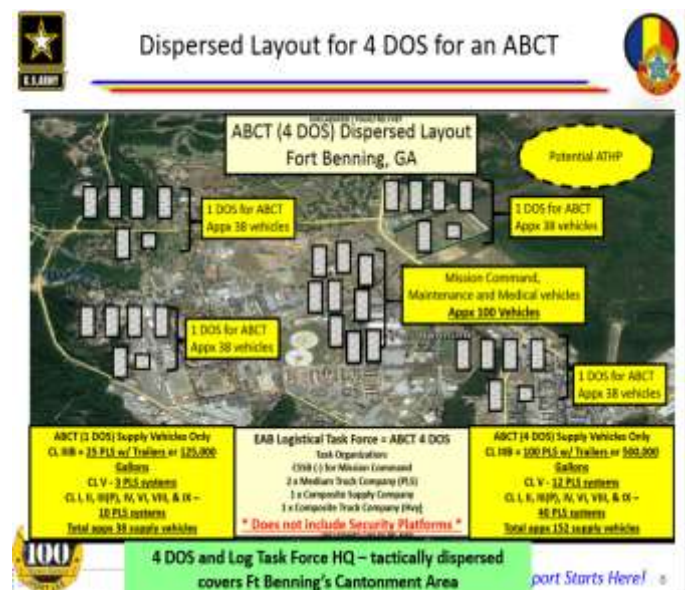 U.S.ARMY
Dispersed Layout for 4 DOS for an ABCT
ABCT (4 DOS) Dispersed Layout
Fort Benning, GA
Potential ATHP
1 DOS for ABCT
Appx 38 vehicles
1 DOS for ABCT
Appx 38 vehicles
Mission Command,
Maintenance and Medical vehicles
Appx 100 Vehicles
1 DOS for ABCT
Appx 38 vehicles
1 DOS for ABCT
Appx 38 vehicles
ABCT (1 DOS) Supply Vehicles Only
CL IIIB = 25 PLS w/ Trailers or 125,000
Gallons
CL V - 3 PLS systems
CL I, II, III(P), IV, VI, VIII, & IX –
10 PLS systems
Total appx 38 supply vehicles
EAB Logistical Task Force = ABCT 4 DOS
Task Organization:
CSSB (-) for Mission Command
2 x Medium Truck Company (PLS)
1 x Composite Supply Company
1 x Composite Truck Company (Hvy)
* Does not include Security Platforms *
ABCT (4 DOS) Supply Vehicles Only
CL IIIB = 100 PLS w/ Trailers or 500,000
Gallons
CL V - 12 PLS systems
CL I, II, III(P), IV, VI, VIII, & IX –
40 PLS systems
Total appx 152 supply vehicles
100
4 DOS and Log Task Force HQ – tactically dispersed
covers Ft Benning's Cantonment Area
port Starts Here!